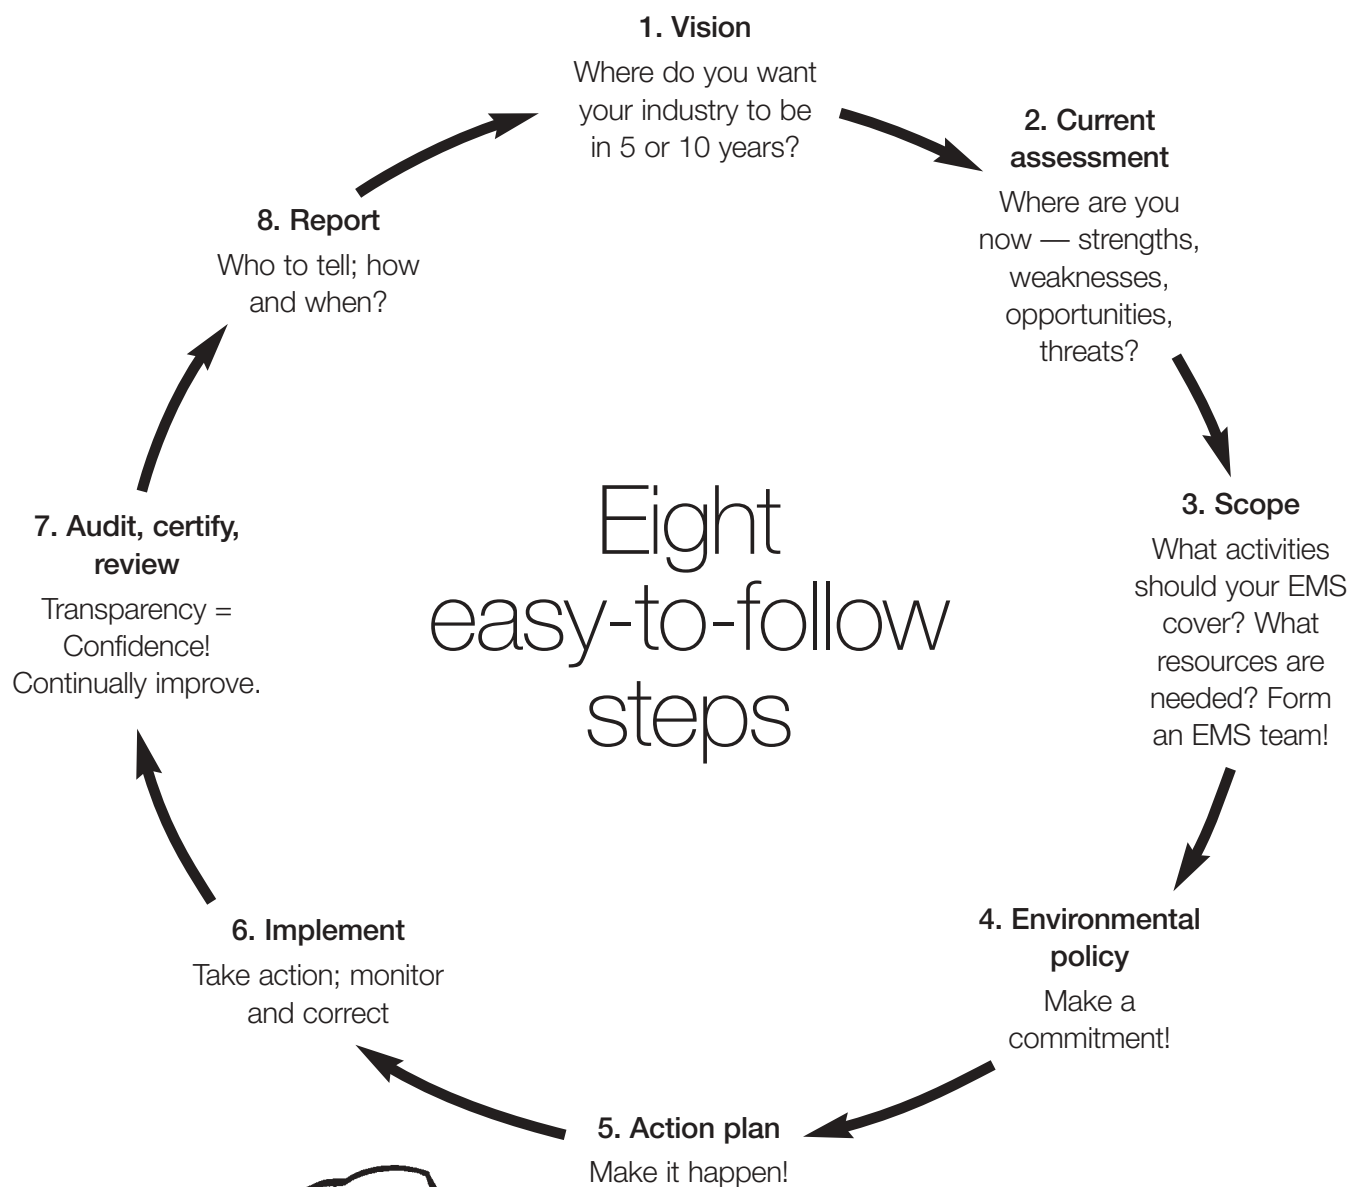 1. Vision
Where do you want
your industry to be
in 5 or 10 years?
2. Current
assessment
Where are you
now — strengths,
weaknesses,
opportunities,
threats?
3. Scope
What activities
should your EMS
cover? What
resources are
needed? Form
an EMS team!
4. Environmental
policy
Make a
commitment!
5. Action plan
Make it happen!
6. Implement
Take action; monitor
and correct
7. Audit, certify,
review
Transparency =
Confidence!
Continually improve.
8. Report
Who to tell; how
and when?
Eight
easy-to-follow
steps